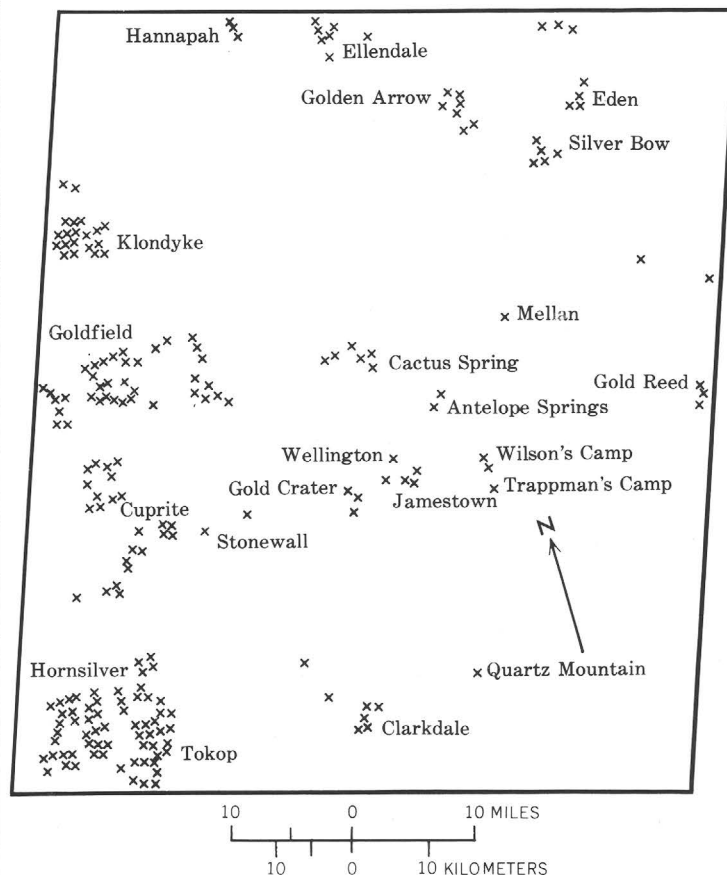 Hannapah
Ellendale
Golden Arrow
Eden
Silver Bow
Klondyke
Mellan
Goldfield
Cactus Spring
Gold Reed
Antelope Springs
Wellington
Wilson's Camp
Gold Crater
Jamestown
Trappman's Camp
Cuprite
Stonewall
N
Hornsilver
Quartz Mountain
Clarkdale
Tokop
10 0 10 MILES
10 0 10 KILOMETERS